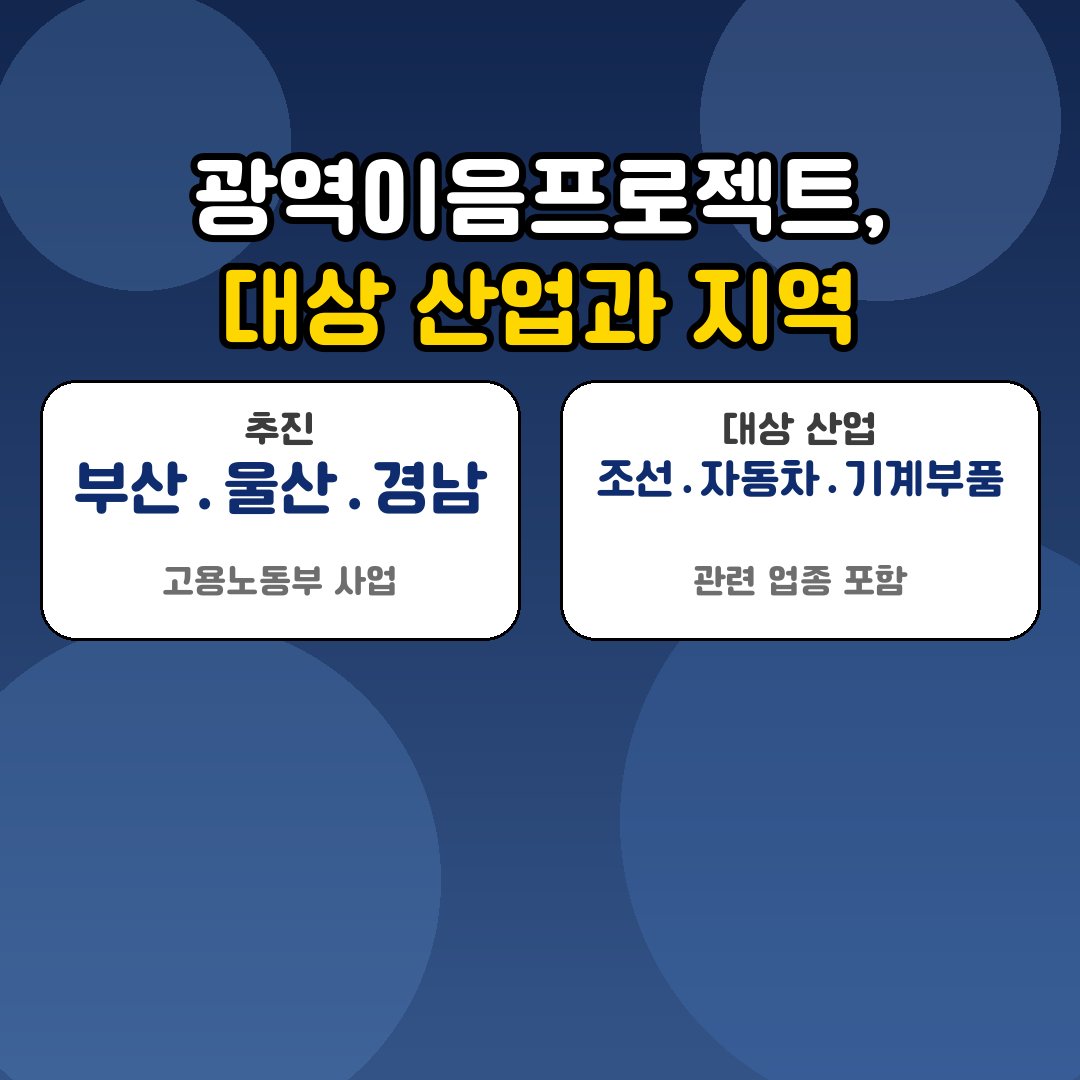 광역이음프로젝트,
대상 산업과 지역
추진
부산.울산.경남
고용노동부 사업
대상 산업
조선.자동차.기계부품
관련 업종 포함